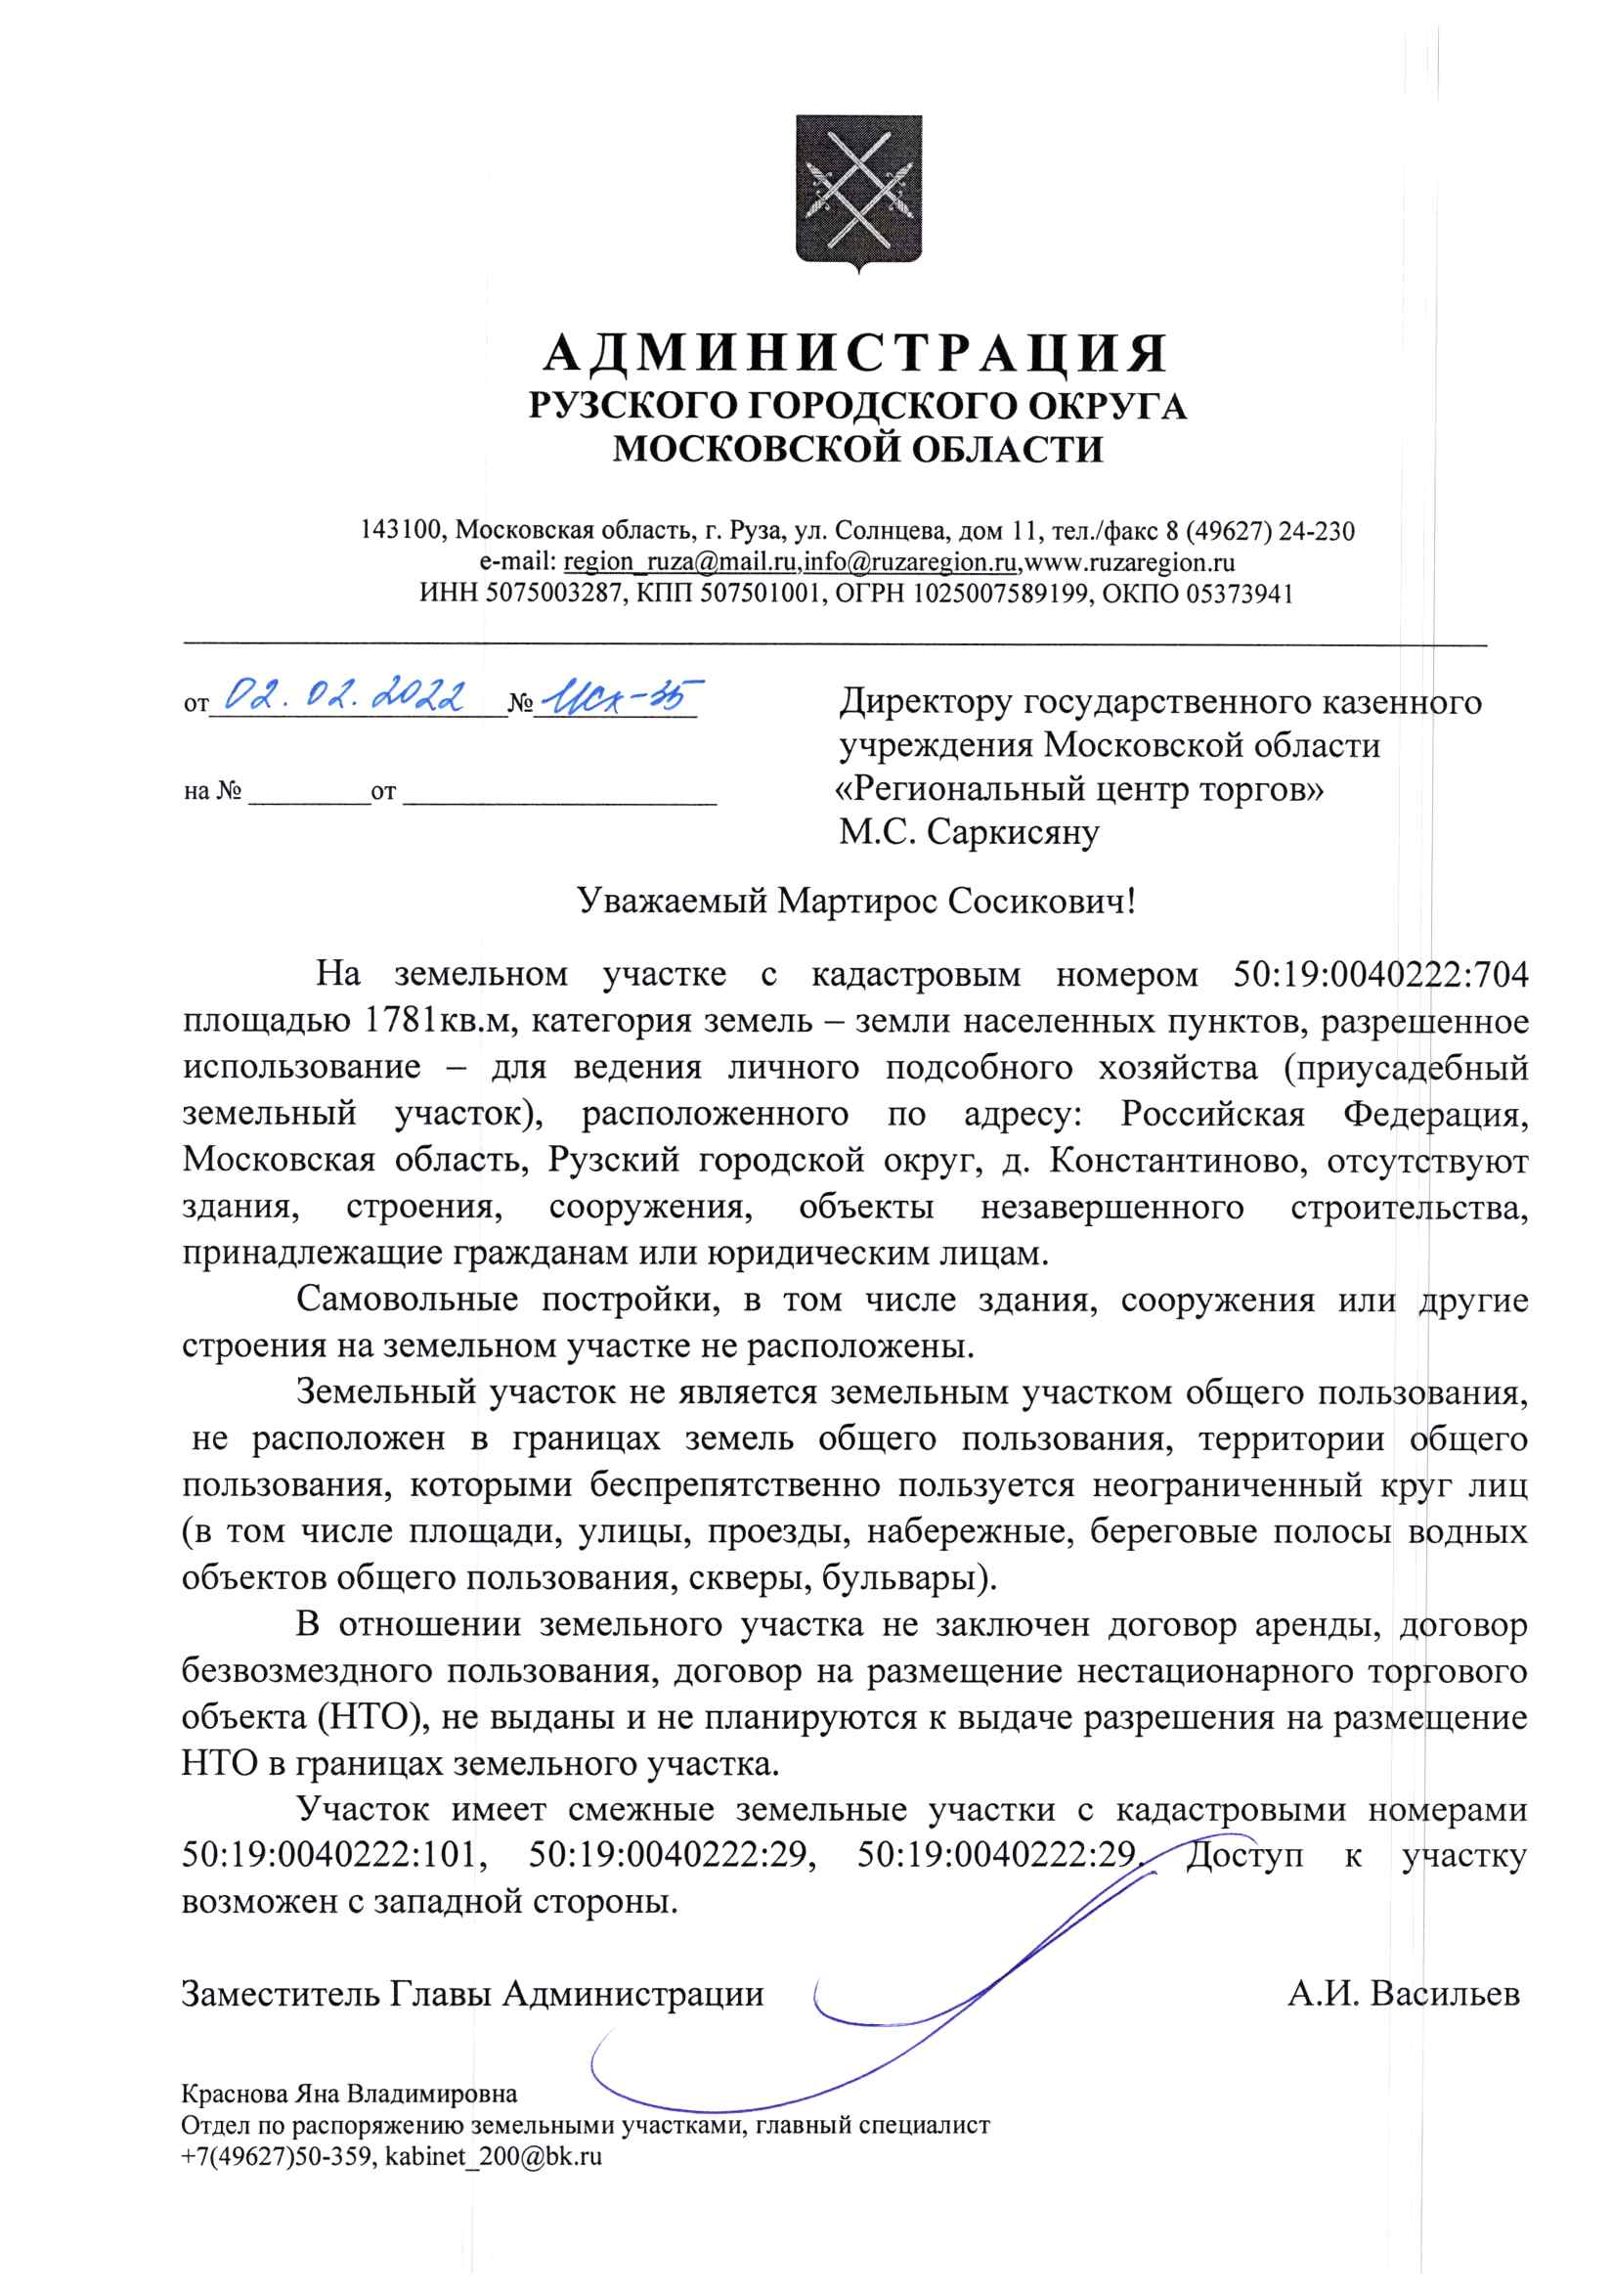 АДМИНИСТРАЦИЯ
РУЗСКОГО ГОРОДСКОГО ОКРУГА
МОСКОВСКОЙ ОБЛАСТИ
143100, Московская область, г. Руза, ул. Солнцева, дом 11, тел./факс 8 (49627) 24-230
e-mail: region_ruza@mail.ru,info@ruzaregion.ru,www.ruzaregion.ru
ИНН 5075003287, КПП 507501001, ОГРН 1025007589199, ОКПО 05373941
от 02.02.2022 № Исх-35
на № ________от ____________________
Директору государственного казенного
учреждения Московской области
«Региональный центр торгов»
М.С. Саркисяну
Уважаемый Мартирос Сосикович!
На земельном участке с кадастровым номером 50:19:0040222:704
площадью 1781кв.м, категория земель – земли населенных пунктов, разрешенное
использование – для ведения личного подсобного хозяйства (приусадебный
земельный участок), расположенного по адресу: Российская Федерация,
Московская область, Рузский городской округ, д. Константиново, отсутствуют
здания, строения, сооружения, объекты незавершенного строительства,
принадлежащие гражданам или юридическим лицам.
Самовольные постройки, в том числе здания, сооружения или другие
строения на земельном участке не расположены.
Земельный участок не является земельным участком общего пользования,
не расположен в границах земель общего пользования, территории общего
пользования, которыми беспрепятственно пользуется неограниченный круг лиц
(в том числе площади, улицы, проезды, набережные, береговые полосы водных
объектов общего пользования, скверы, бульвары).
В отношении земельного участка не заключен договор аренды, договор
безвозмездного пользования, договор на размещение нестационарного торгового
объекта (НТО), не выданы и не планируются к выдаче разрешения на размещение
НТО в границах земельного участка.
Участок имеет смежные земельные участки с кадастровыми номерами
50:19:0040222:101, 50:19:0040222:29, 50:19:0040222:29. Доступ к участку
возможен с западной стороны.
Заместитель Главы Администрации А.И. Васильев
Краснова Яна Владимировна
Отдел по распоряжению земельными участками, главный специалист
+7(49627)50-359, kabinet_200@bk.ru